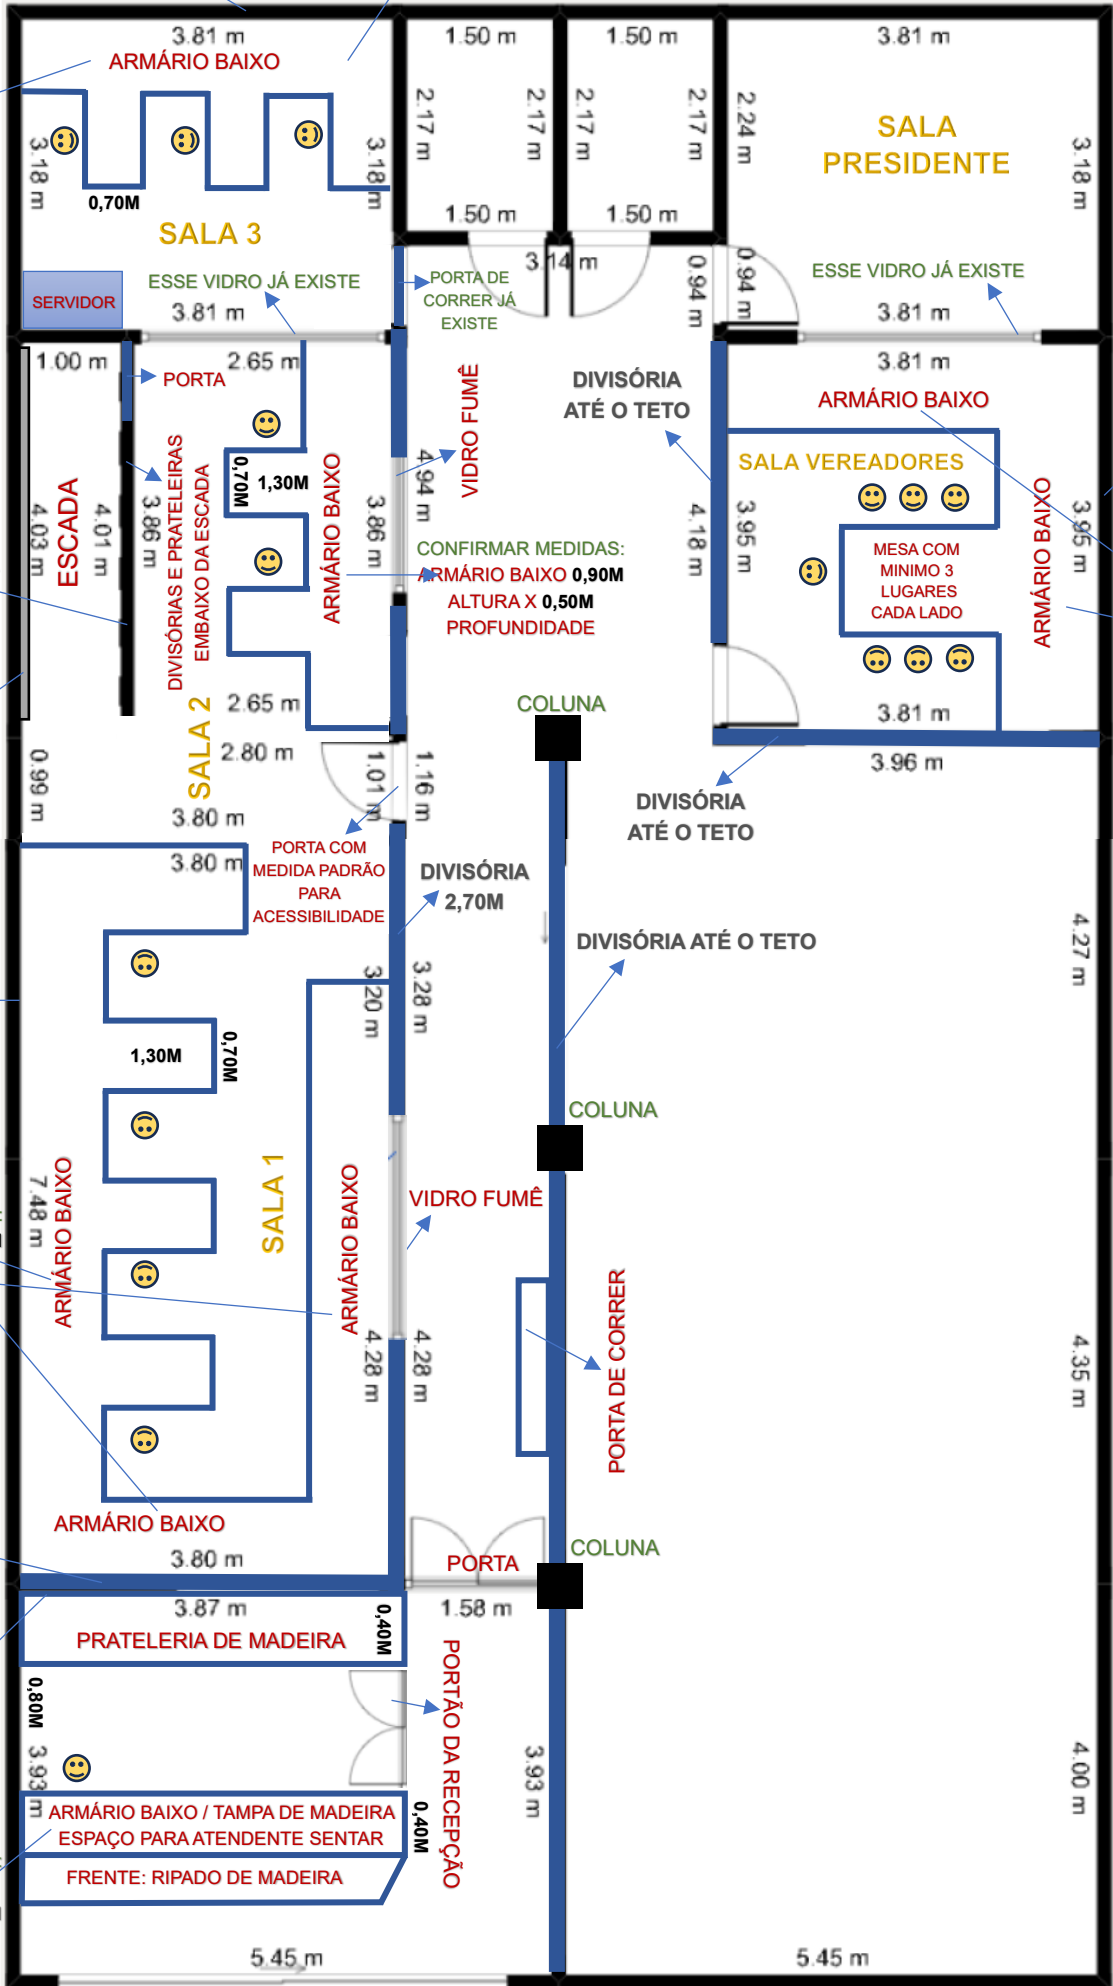 3.81 m
1.50 m
1.50 m
3.81 m
ARMÁRIO BAIXO
2.17 m
2.17 m
2.17 m
2.17 m
2.24 m
SALA
PRESIDENTE
3.18 m
3.18 m
3.18 m
0,70M
1.50 m
1.50 m
SALA 3
3.14 m
0.94 m
0.94 m
ESSE VIDRO JÁ EXISTE
PORTA DE
CORRER JÁ
EXISTE
ESSE VIDRO JÁ EXISTE
SERVIDOR
3.81 m
3.81 m
1.00 m
PORTA
2.65 m
VIDRO FUMÊ
DIVISÓRIA
ATÉ O TETO
3.81 m
ARMÁRIO BAIXO
ESCADA
4.03 m
4.01 m
3.86 m
DIVISÓRIAS E PRATELEIRAS
EMBAIXO DA ESCADA
0,70M
1,30M
ARMÁRIO BAIXO
3.86 m
4.94 m
4.18 m
3.95 m
SALA VEREADORES
ARMÁRIO BAIXO
3.95 m
CONFIRMAR MEDIDAS:
ARMÁRIO BAIXO 0,90M
ALTURA X 0,50M
PROFUNDIDADE
MESA COM
MINIMO 3
LUGARES
CADA LADO
SALA 2
2.65 m
2.80 m
COLUNA
3.81 m
3.96 m
0.99 m
1.01 m
1.16 m
DIVISÓRIA
ATÉ O TETO
3.80 m
3.80 m
PORTA COM
MEDIDA PADRÃO
PARA
ACESSIBILIDADE
DIVISÓRIA
2,70M
DIVISÓRIA ATÉ O TETO
4.27 m
3.20 m
3.28 m
1,30M
0,70M
COLUNA
7.48 m
ARMÁRIO BAIXO
SALA 1
ARMÁRIO BAIXO
VIDRO FUMÊ
PORTA DE CORRER
4.28 m
4.28 m
4.35 m
ARMÁRIO BAIXO
3.80 m
PORTA
COLUNA
3.87 m
0,40M
1.58 m
PRATELERIA DE MADEIRA
0,80M
PORTÃO DA RECEPÇÃO
3.93 m
3.93 m
4.00 m
ARMÁRIO BAIXO / TAMPA DE MADEIRA
ESPAÇO PARA ATENDENTE SENTAR
0,40M
FRENTE: RIPADO DE MADEIRA
5.45 m
5.45 m